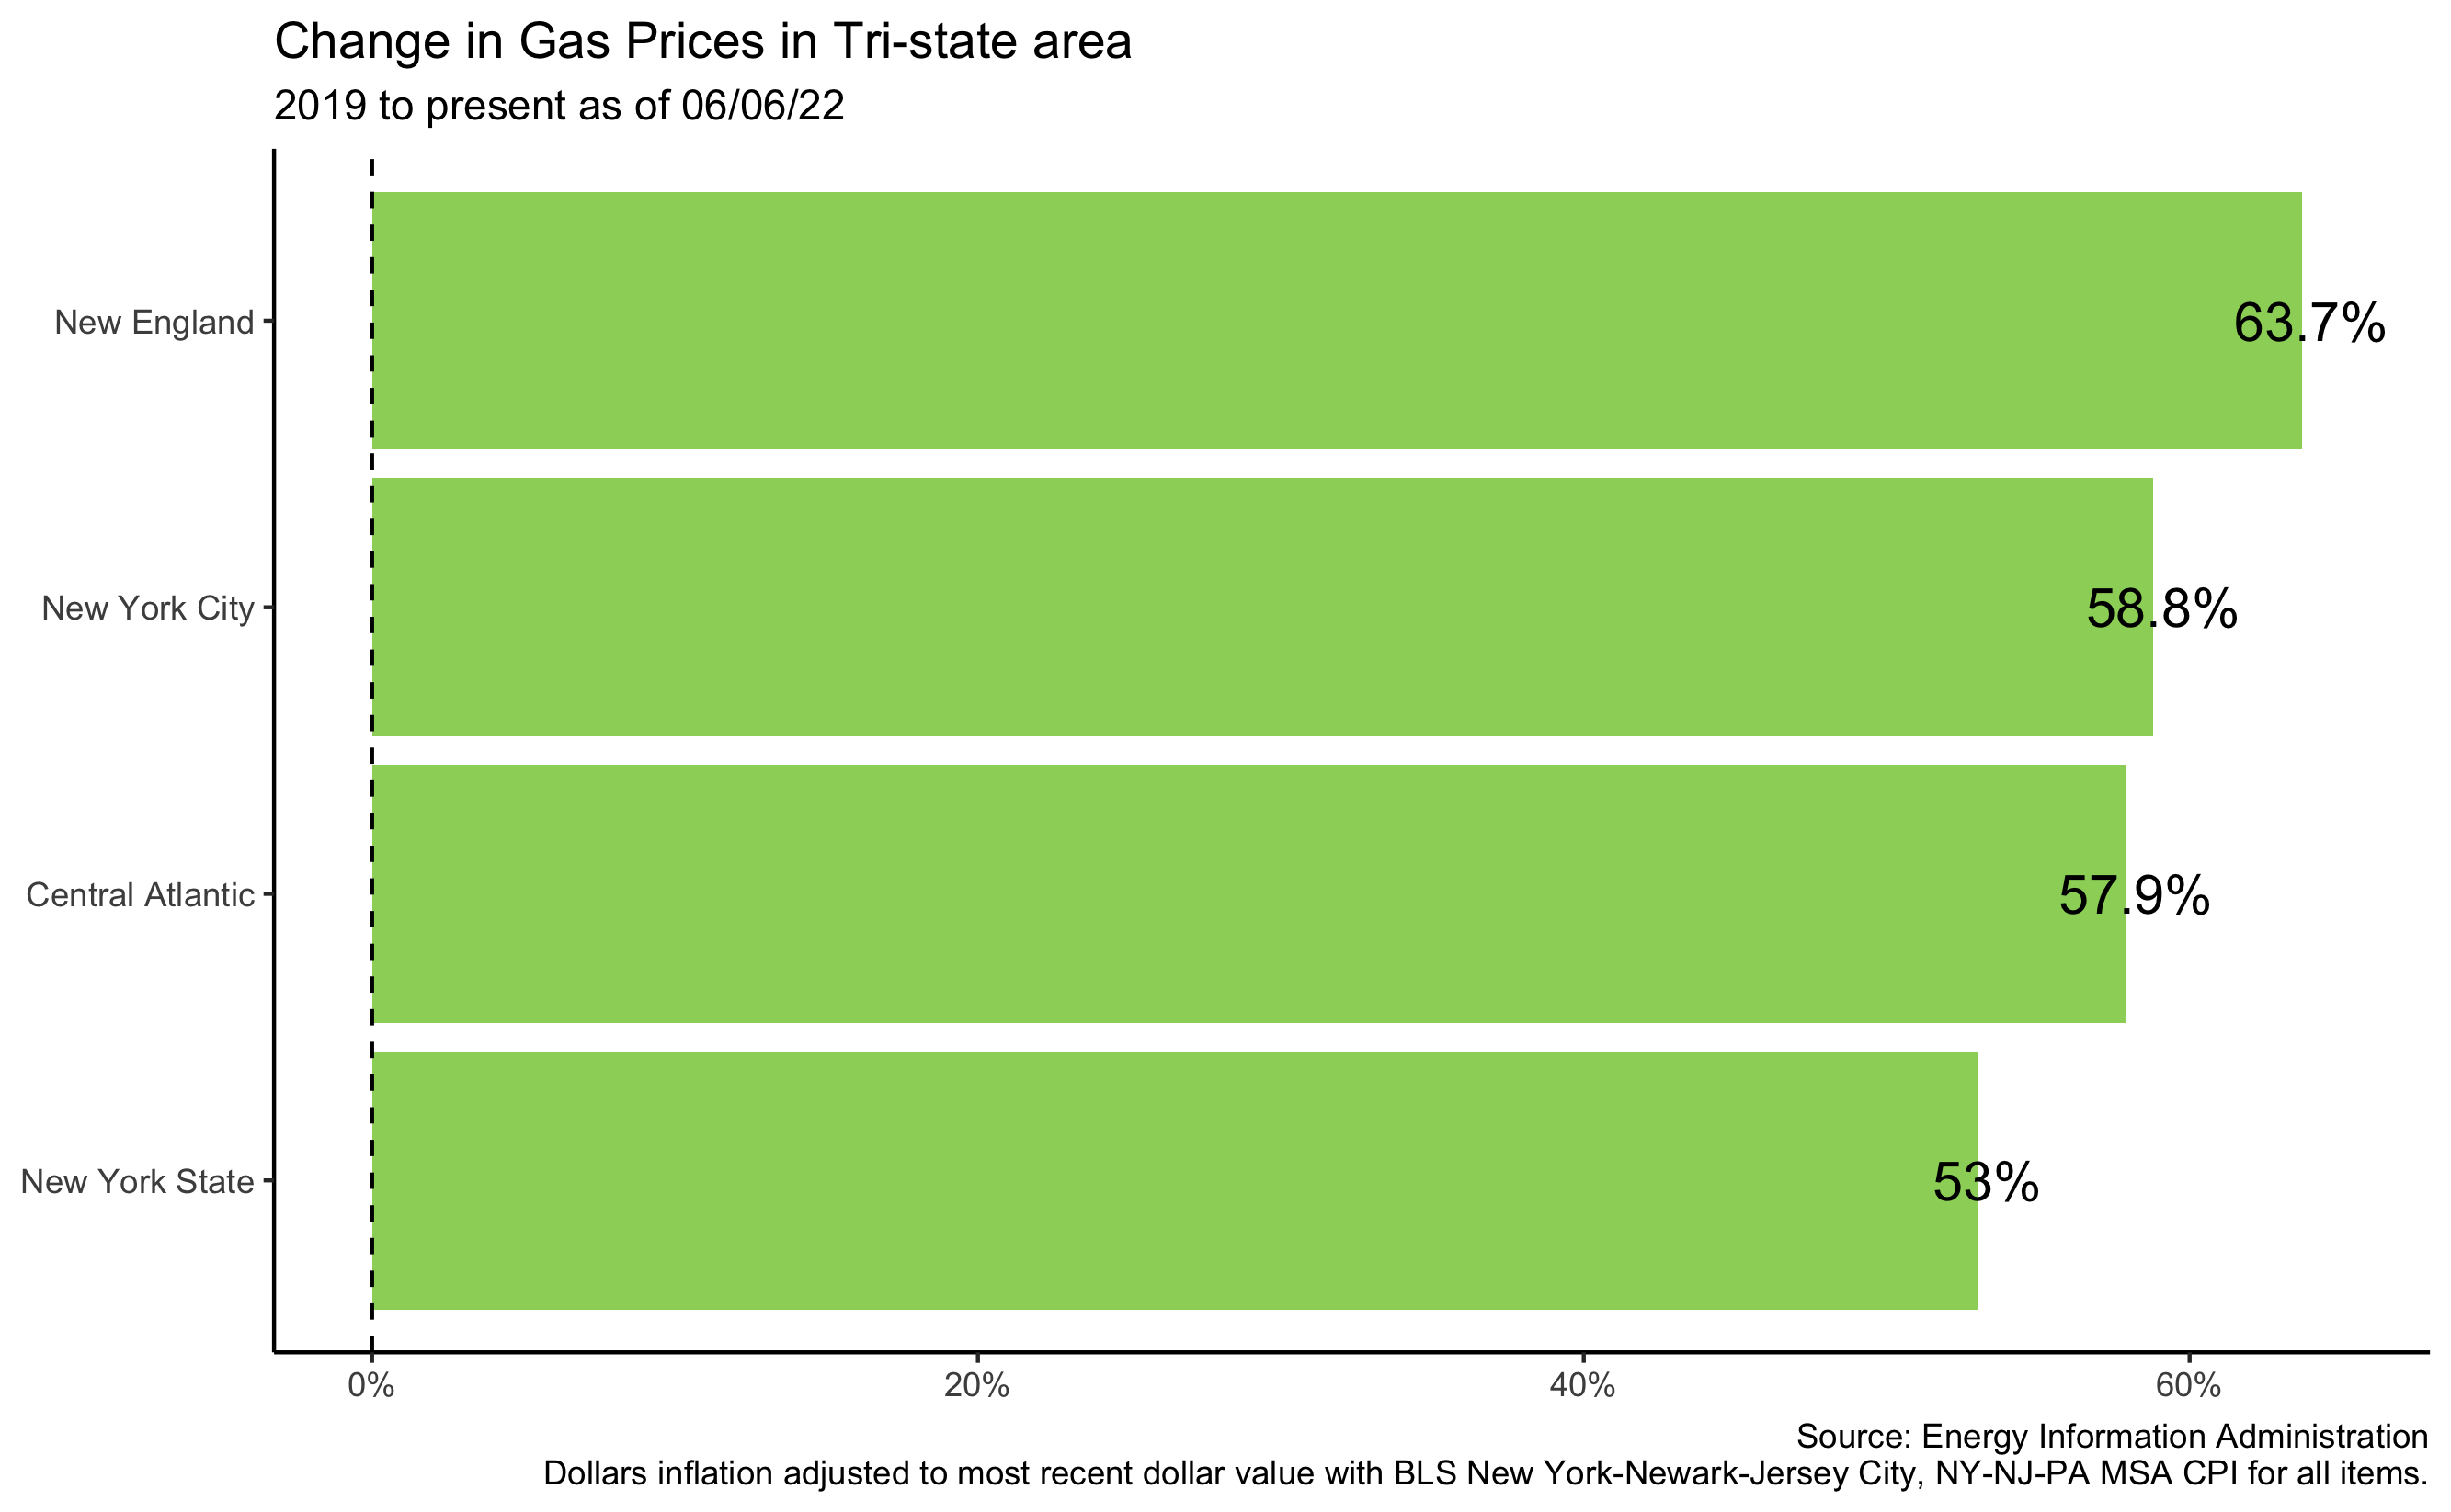 Change in Gas Prices in Tri-state area
2019 to present as of 06/06/22
New England
63.7%
New York City
58.8%
Central Atlantic
57.9%
New York State
53%
0%
20%
40%
60%
Source: Energy Information Administration
Dollars inflation adjusted to most recent dollar value with BLS New York-Newark-Jersey City, NY-NJ-PA MSA CPI for all items.